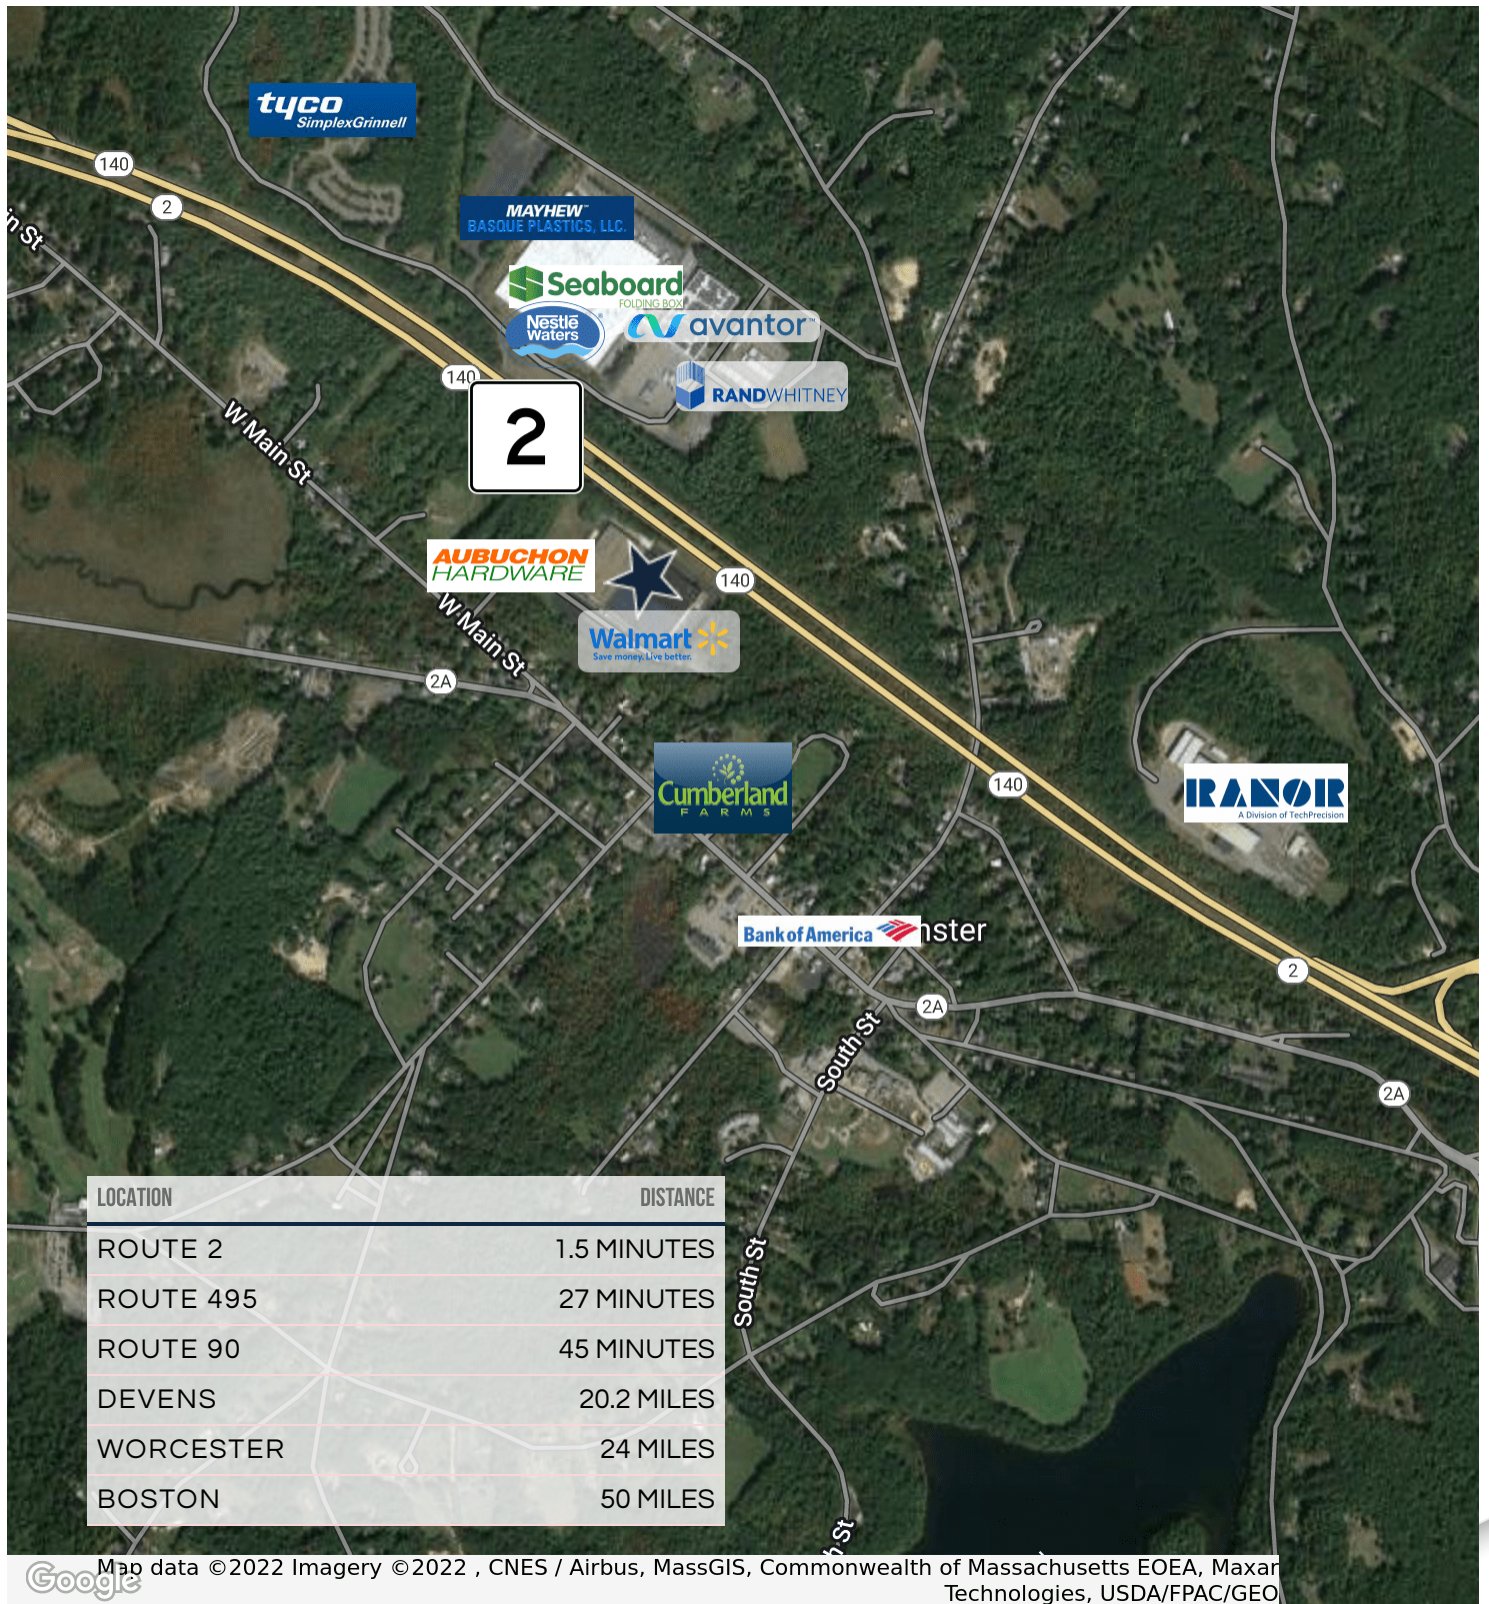 tyco
SimplexGrinnell
140
2
in St
MAYHEW™
BASQUE PLASTICS, LLC.
Seaboard
FOLDING BOX
Nestlé
Waters
avantor™
RANDWHITNEY
140
2
W Main St
AUBUCHON
HARDWARE
140
W Main St
Walmart
Save money. Live better.
2A
Cumberland
FARMS
140
RANOR
A Division of TechPrecision
Bank of America
nster
2
2A
South St
2A
South St
LOCATION DISTANCE
ROUTE 2 1.5 MINUTES
ROUTE 495 27 MINUTES
ROUTE 90 45 MINUTES
DEVENS 20.2 MILES
WORCESTER 24 MILES
BOSTON 50 MILES
h St
Google
Map data ©2022 Imagery ©2022 , CNES / Airbus, MassGIS, Commonwealth of Massachusetts EOEA, Maxar
Technologies, USDA/FPAC/GEO